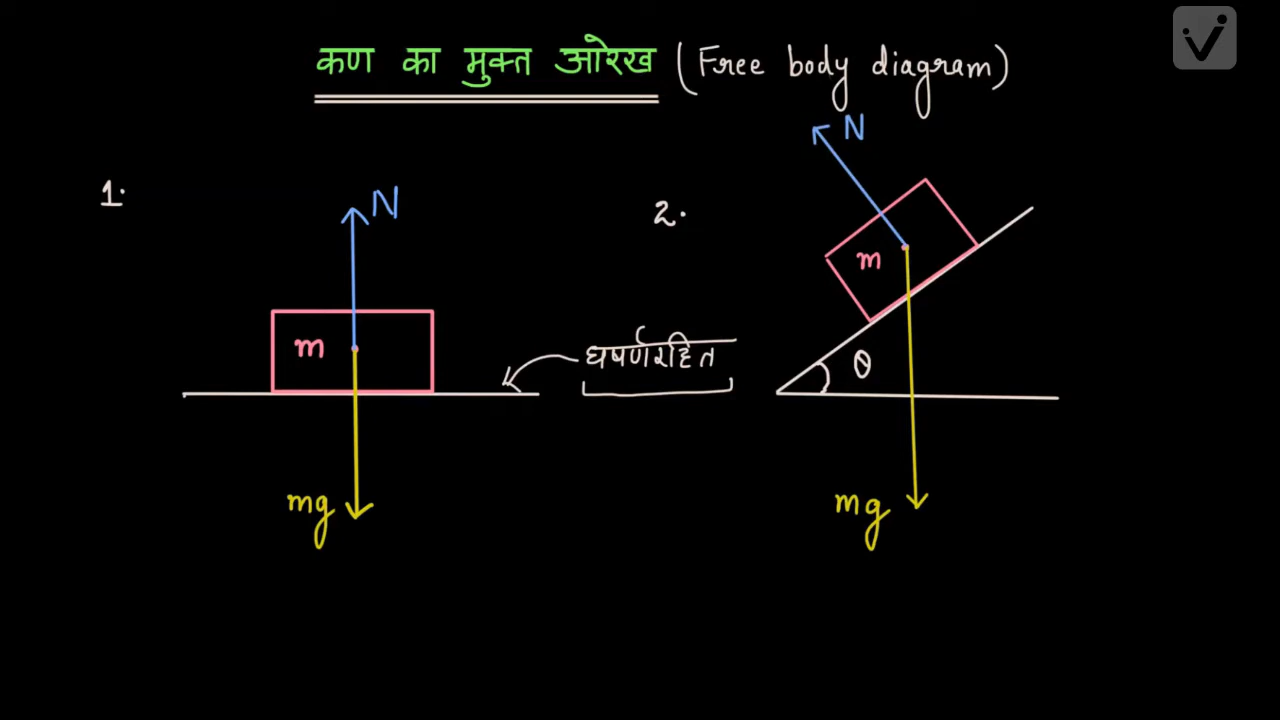 कण का मुक्त आरेख (Free body diagram)
1.
N
m
mg
घर्षणरहित
2.
N
m
θ
mg